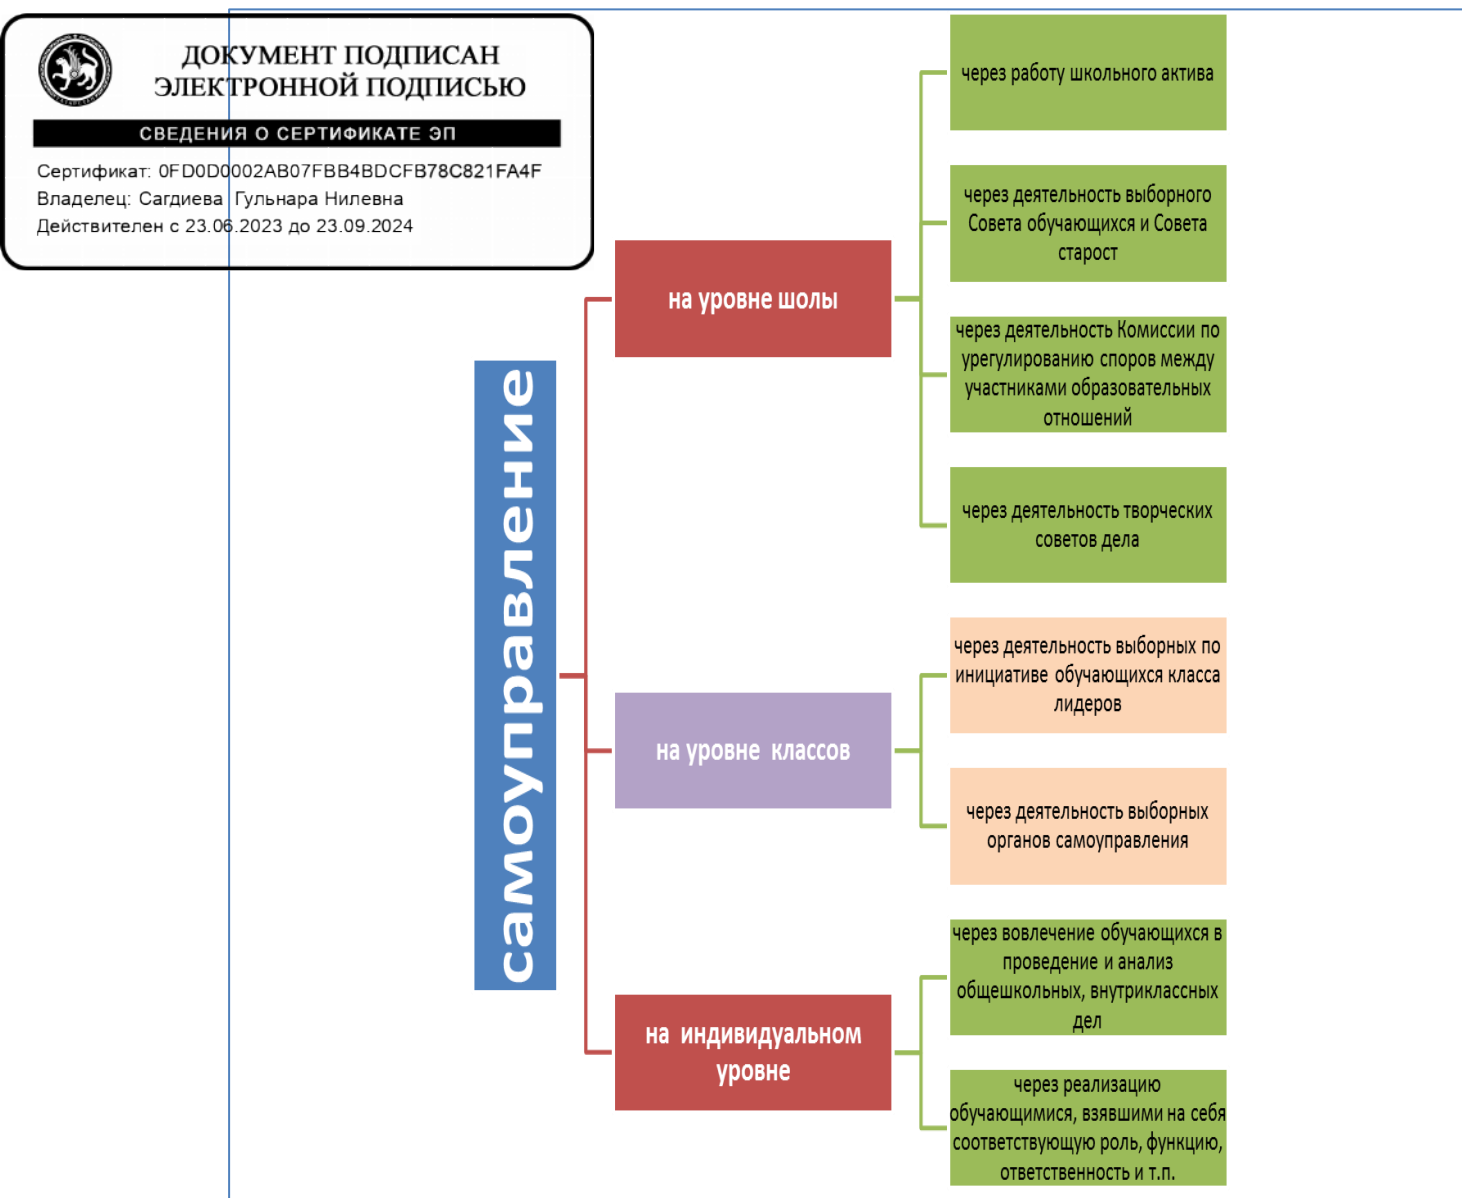 ДОКУМЕНТ ПОДПИСАН
ЭЛЕКТРОННОЙ ПОДПИСЬЮ
СВЕДЕНИЯ О СЕРТИФИКАТЕ ЭП
Сертификат: 0FD0D0002AB07FBB4BDCFB78C821FA4F
Владелец: Сагдиева Гульнара Нилевна
Действителен с 23.06.2023 до 23.09.2024
самоуправление
на уровне шолы
через работу школьного актива
через деятельность выборного
Совета обучающихся и Совета
старост
через деятельность Комиссии по
урегулированию споров между
участниками образовательных
отношений
через деятельность творческих
советов дела
на уровне классов
через деятельность выборных по
инициативе обучающихся класса
лидеров
через деятельность выборных
органов самоуправления
на индивидуальном
уровне
через вовлечение обучающихся в
проведение и анализ
общешкольных, внутриклассных
дел
через реализацию
обучающимися, взявшими на себя
соответствующую роль, функцию,
ответственность и т.п.